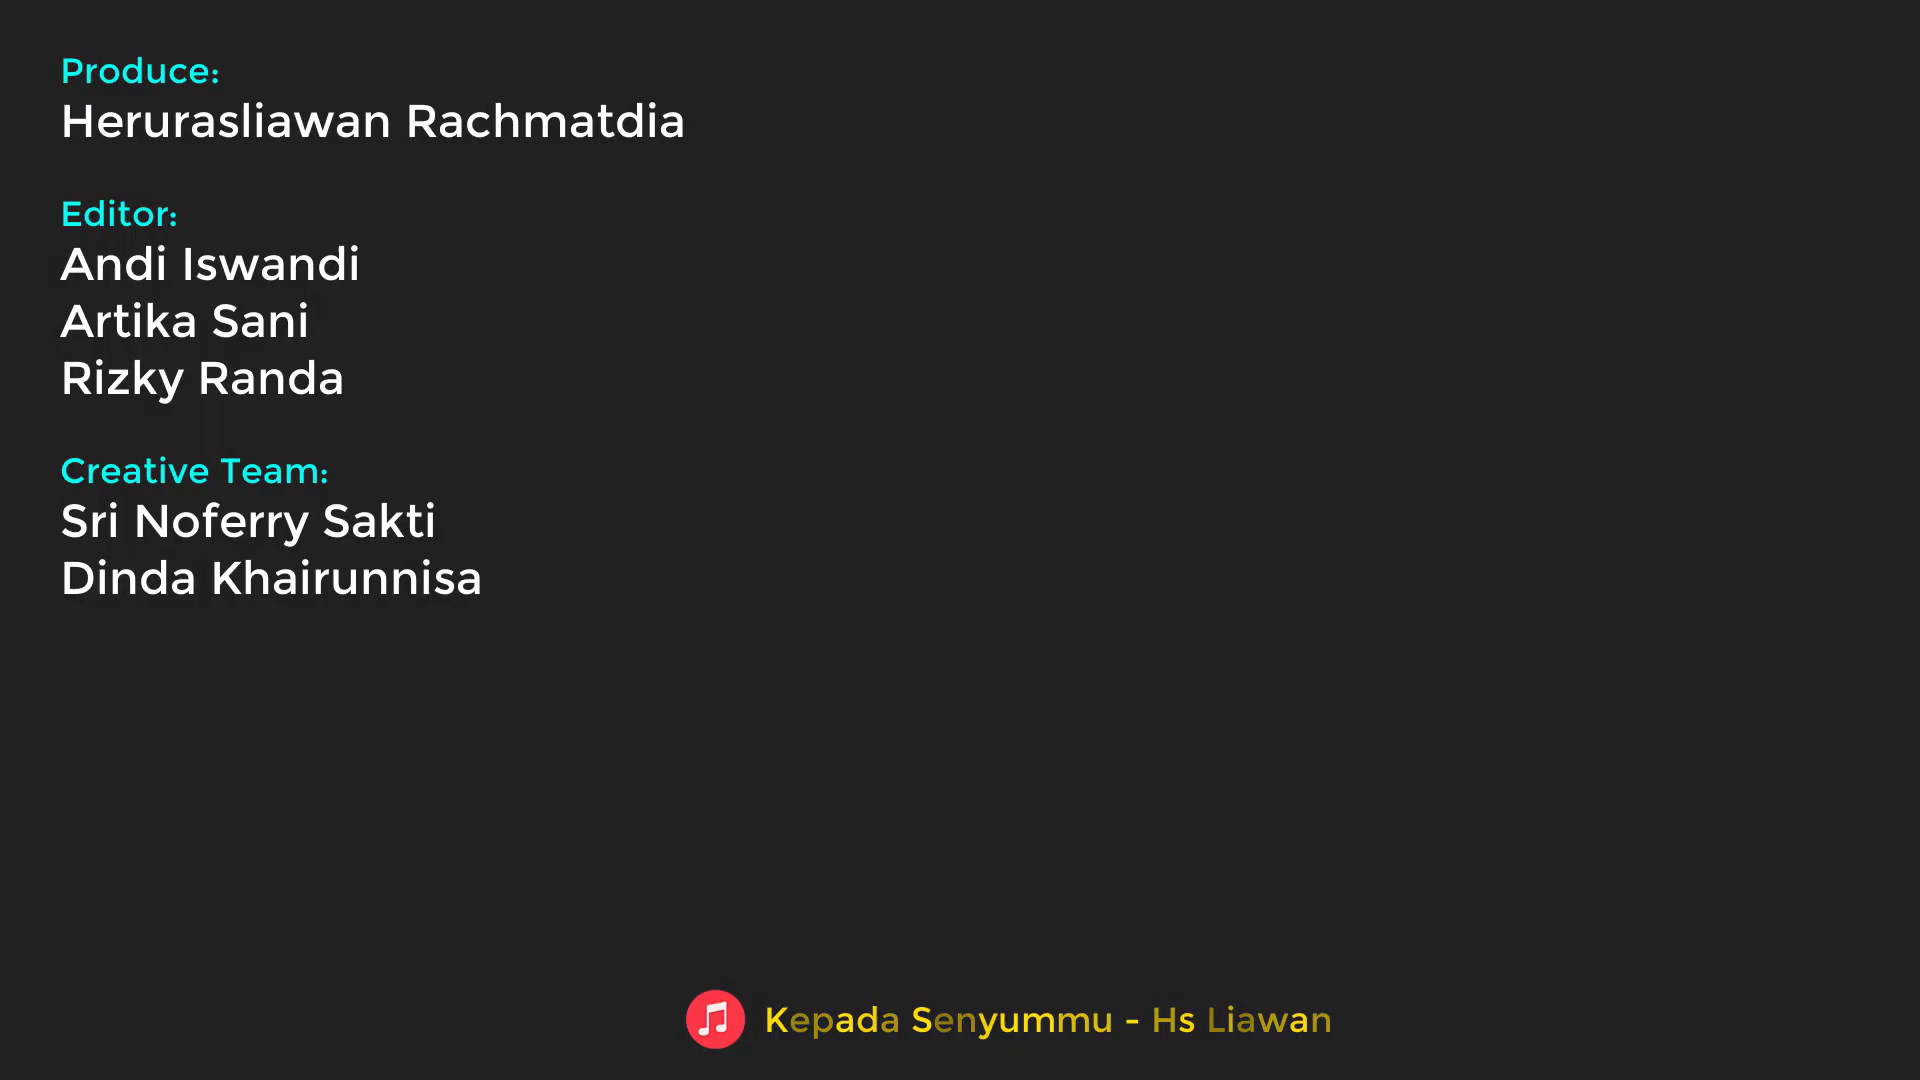 Produce:
Herurasliawan Rachmatdia
Editor:
Andi Iswandi
Artika Sani
Rizky Randa
Creative Team:
Sri Noferry Sakti
Dinda Khairunnisa
Kepada Senyummu - Hs Liawan